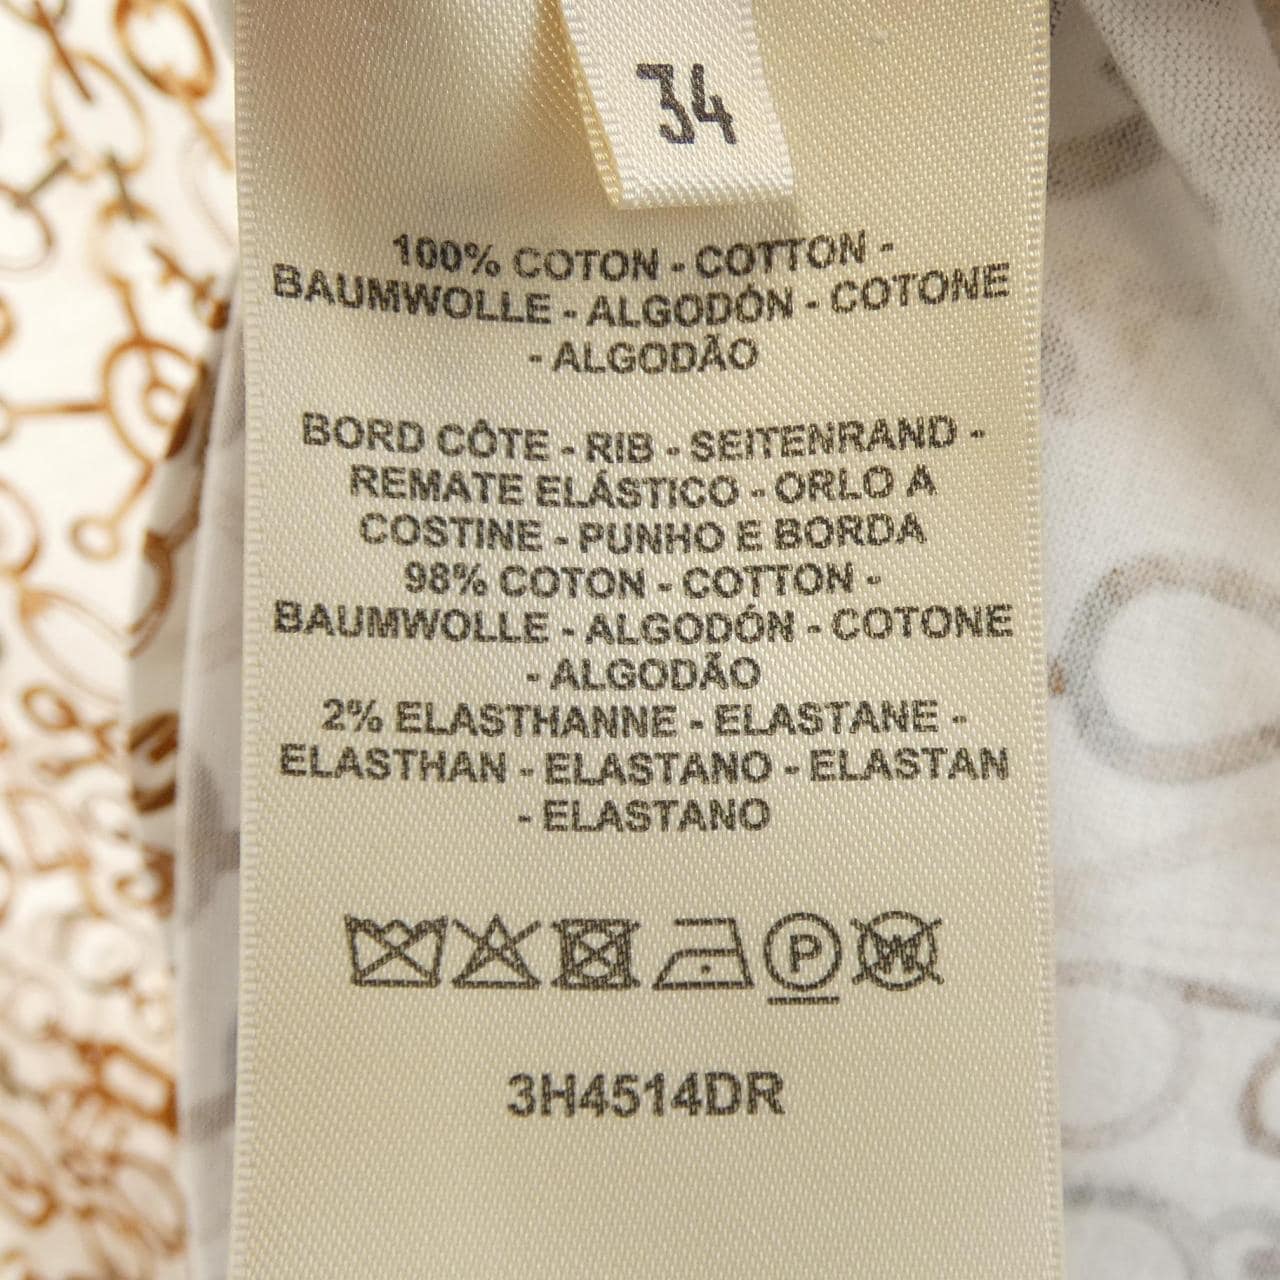 34
100% COTON - COTTON -
BAUMWOLLE - ALGODÓN - COTONE
- ALGODÃO
BORD CÔTE - RIB - SEITENRAND -
REMATE ELÁSTICO - ORLO A
COSTINE - PUNHO E BORDA
98% COTON - COTTON -
BAUMWOLLE - ALGODÓN - COTONE
- ALGODÃO
2% ELASTHANNE - ELASTANE -
ELASTHAN - ELASTANO - ELASTAN
- ELASTANO
P W
3H4514DR